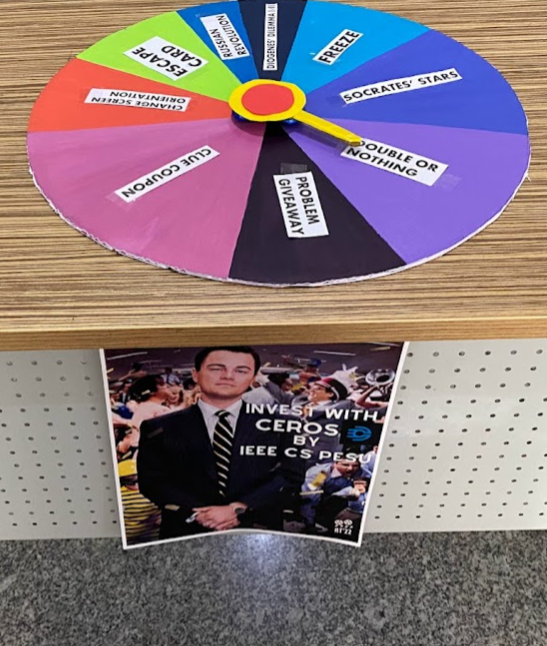 DIOGENES' DILEMMA
RUSSIAN
REVOLUTION
FREEZE
ESCAPE
CARD
SOCRATES' STARS
CHANGE SCREEN
ORIENTATION
DOUBLE OR
NOTHING
CLUE COUPON
PROBLEM
GIVEAWAY
INVEST WITH
CEROS
BY
IEEE CS PESU